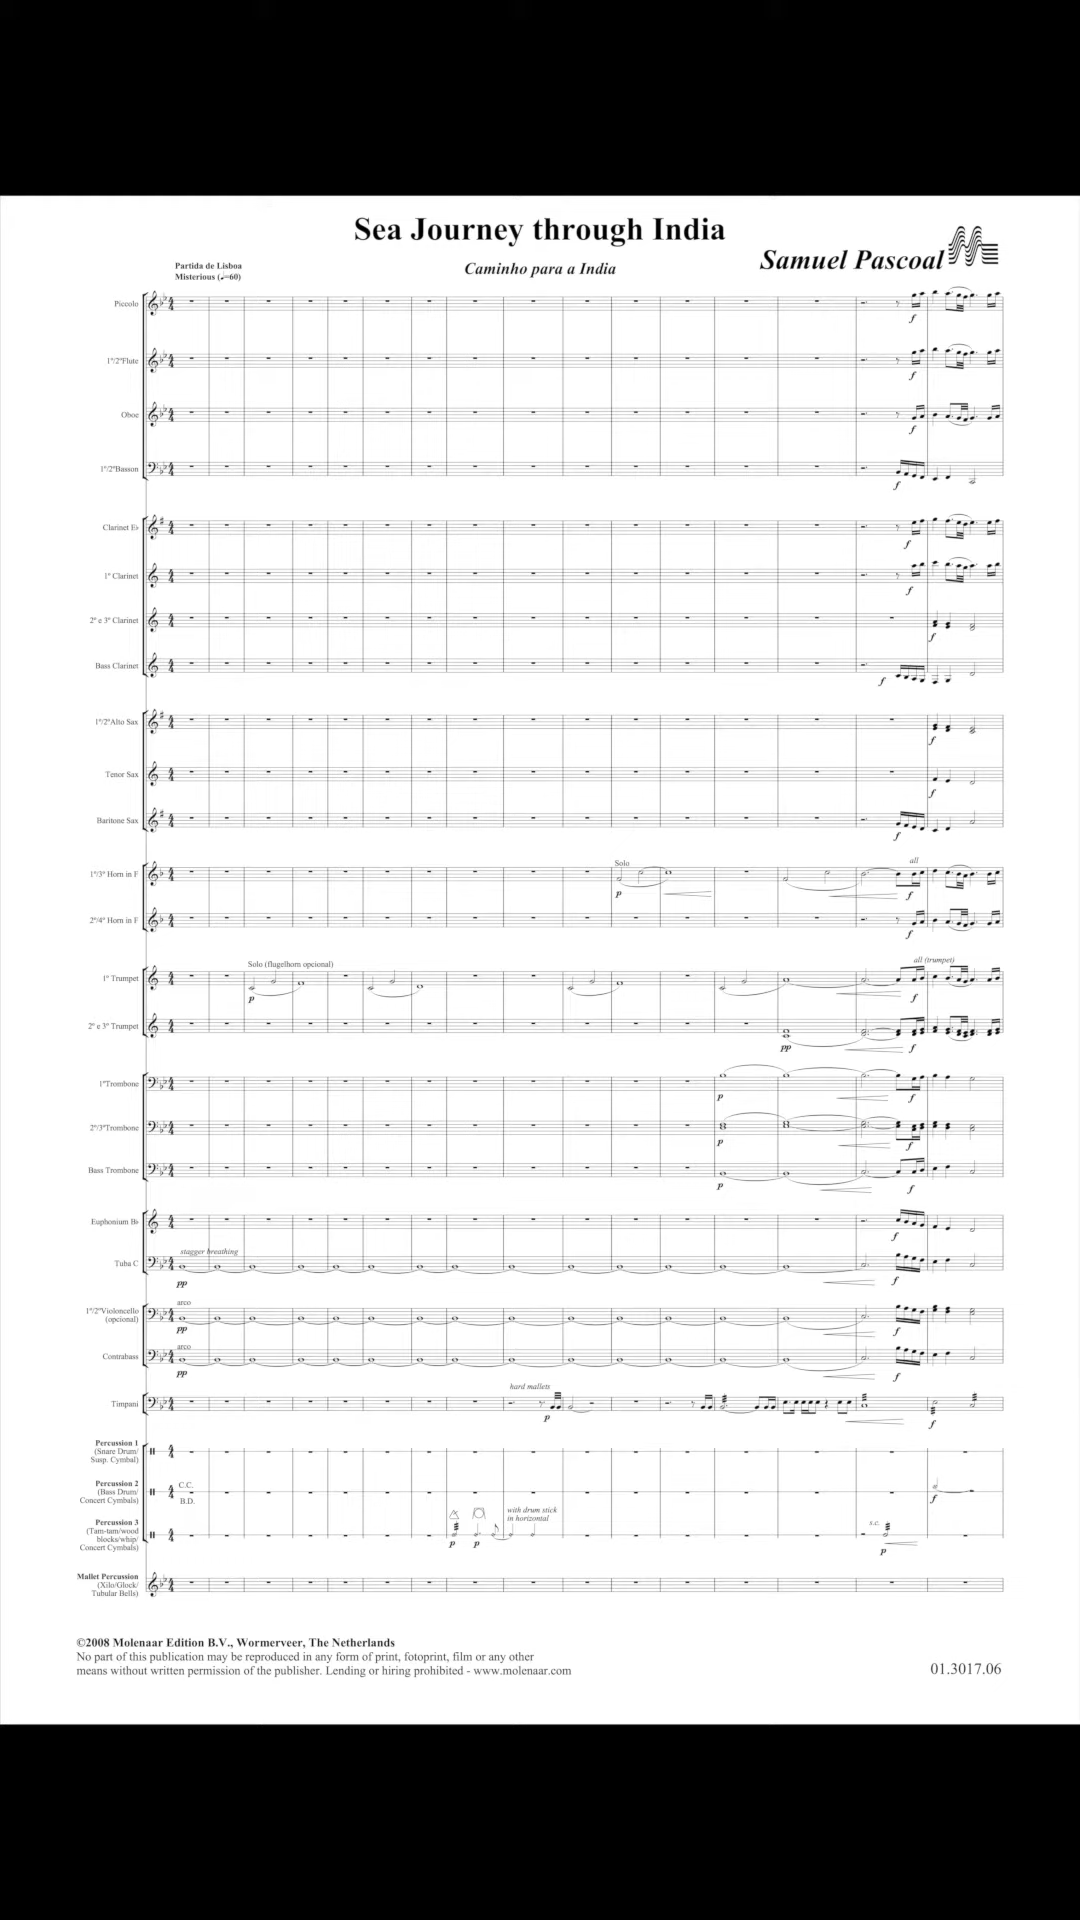 Sea Journey through India
Caminho para a India
Samuel Pascoal
Partida de Lisboa
Misterious (♩=60)
Piccolo
1º/2ºFlute
Oboe
1º/2ºBasson
Clarinet E♭
1º Clarinet
2º e 3º Clarinet
Bass Clarinet
1º/2ºAlto Sax
Tenor Sax
Baritone Sax
1º/3º Horn in F
Solo
p
all
f
2º/4º Horn in F
f
1º Trumpet
Solo (flugelhorn opcional)
p
all (trumpet)
f
2º e 3º Trumpet
pp
f
1ºTrombone
p
f
2º/3ºTrombone
p
f
Bass Trombone
p
f
Euphonium B♭
f
Tuba C
stagger breathing
pp
f
1º/2ºVioloncello
(opcional)
arco
pp
f
Contrabass
arco
pp
f
Timpani
hard mallets
p
f
Percussion 1
(Snare Drum/
Susp. Cymbal)
Percussion 2
(Bass Drum/
Concert Cymbals)
C.C.
B.D.
f
Percussion 3
(Tam-tam/wood
blocks/whip/
Concert Cymbals)
p
p
with drum stick
in horizontal
s.c.
p
Mallet Percussion
(Xilo/Glock/
Tubular Bells)
©2008 Molenaar Edition B.V., Wormerveer, The Netherlands
No part of this publication may be reproduced in any form of print, fotoprint, film or any other
means without written permission of the publisher. Lending or hiring prohibited - www.molenaar.com
01.3017.06